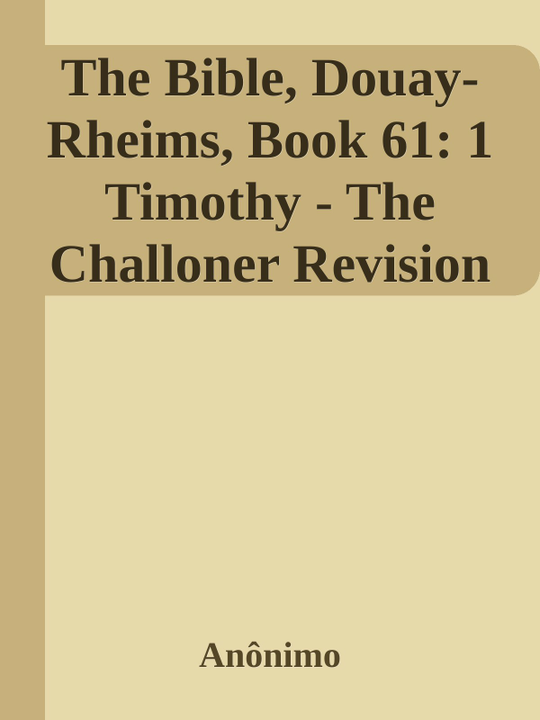 The Bible, Douay-
Rheims, Book 61: 1
Timothy - The
Challoner Revision
Anônimo